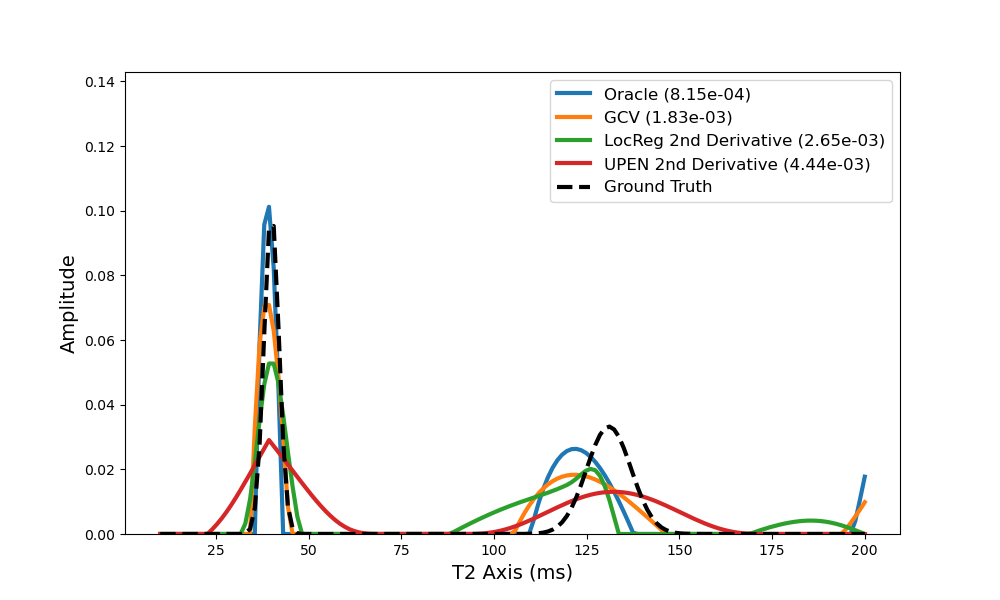 0.14
0.12
0.10
0.08
0.06
0.04
0.02
0.00
Amplitude
Oracle (8.15e-04)
GCV (1.83e-03)
LocReg 2nd Derivative (2.65e-03)
UPEN 2nd Derivative (4.44e-03)
Ground Truth
25 50 75 100 125 150 175 200
T2 Axis (ms)